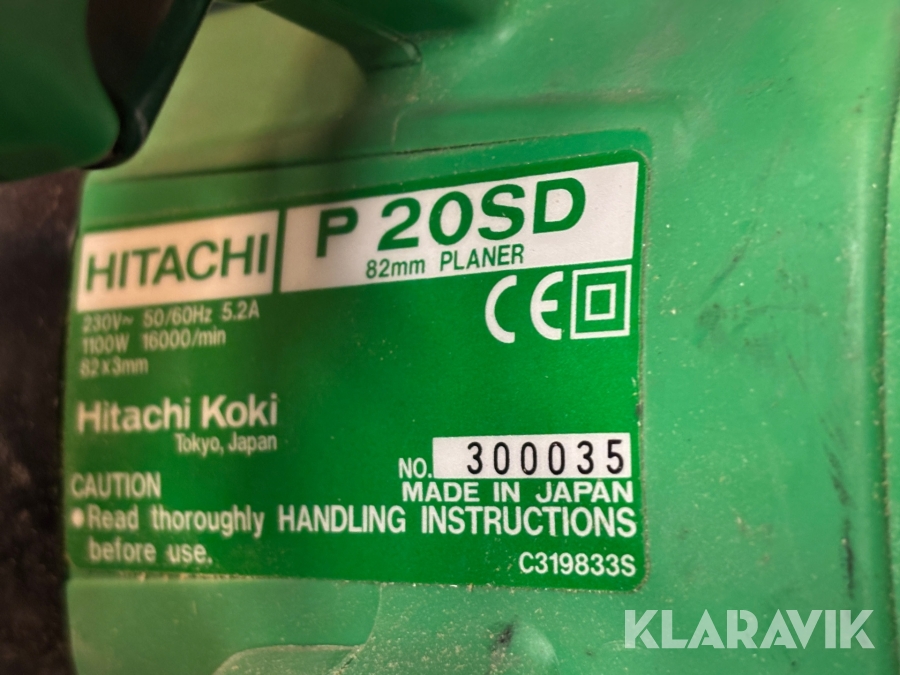 HITACHI
P 20SD
82mm PLANER
230V~ 50/60Hz 5.2A
1100W 16000/min
82x3mm
CE
Hitachi Koki
Tokyo, Japan
NO. 300035
MADE IN JAPAN
CAUTION
●Read thoroughly HANDLING INSTRUCTIONS
before use.
C319833S
KLARAVIK